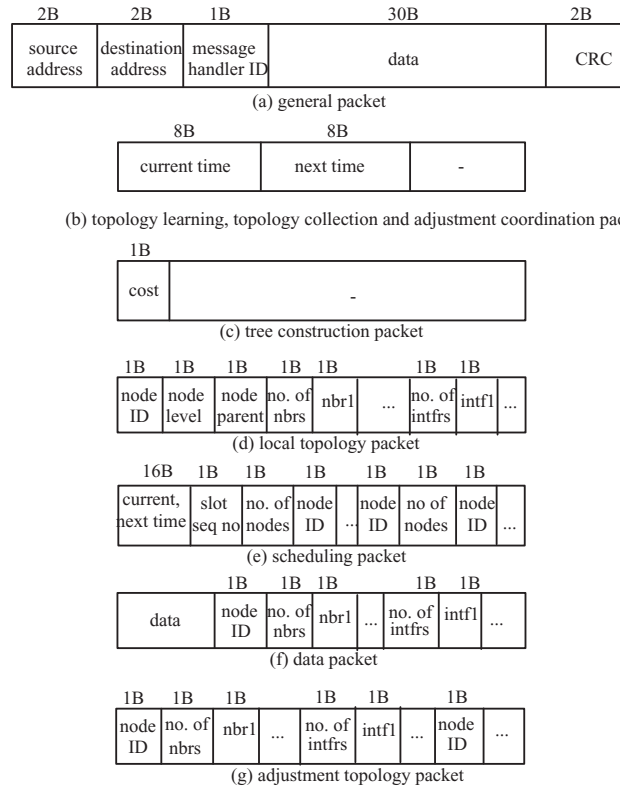 2B 2B 1B 30B 2B
source address destination address message handler ID data CRC
(a) general packet
8B 8B
current time next time -
(b) topology learning, topology collection and adjustment coordination pac
1B
cost -
(c) tree construction packet
1B 1B 1B 1B 1B 1B 1B
node ID node level node parent no. of nbrs nbr1 ... no. of intfrs intf1 ...
(d) local topology packet
16B 1B 1B 1B 1B 1B 1B
current, next time slot seq no no. of nodes node ID ... node ID no of nodes node ID ...
(e) scheduling packet
1B 1B 1B 1B 1B
data node ID no. of nbrs nbr1 ... no. of intfrs intf1 ...
(f) data packet
1B 1B 1B 1B 1B 1B
node ID no. of nbrs nbr1 ... no. of intfrs intf1 ... node ID ...
(g) adjustment topology packet